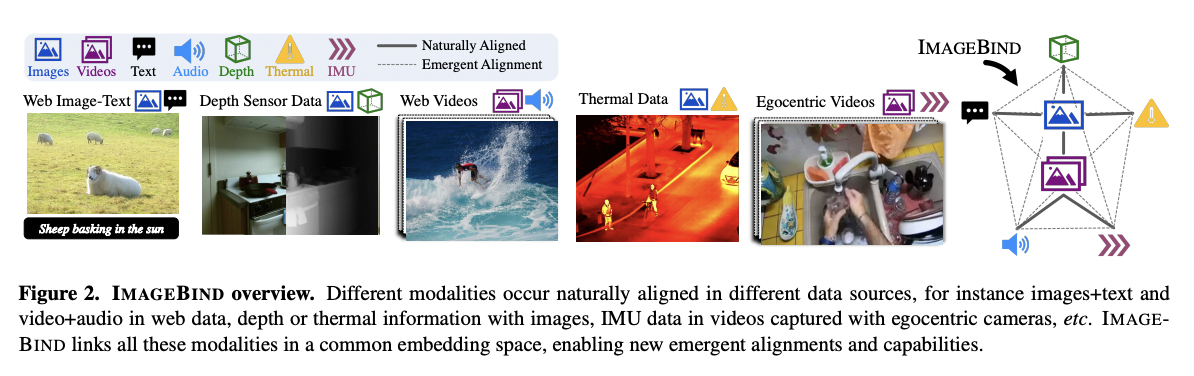 Images Videos Text Audio Depth Thermal IMU
Naturally Aligned
Emergent Alignment
IMAGEBIND
Web Image-Text
Depth Sensor Data
Web Videos
Thermal Data
Egocentric Videos
Sheep basking in the sun
Figure 2. IMAGEBIND overview. Different modalities occur naturally aligned in different data sources, for instance images+text and
video+audio in web data, depth or thermal information with images, IMU data in videos captured with egocentric cameras, etc. IMAGE-
BIND links all these modalities in a common embedding space, enabling new emergent alignments and capabilities.